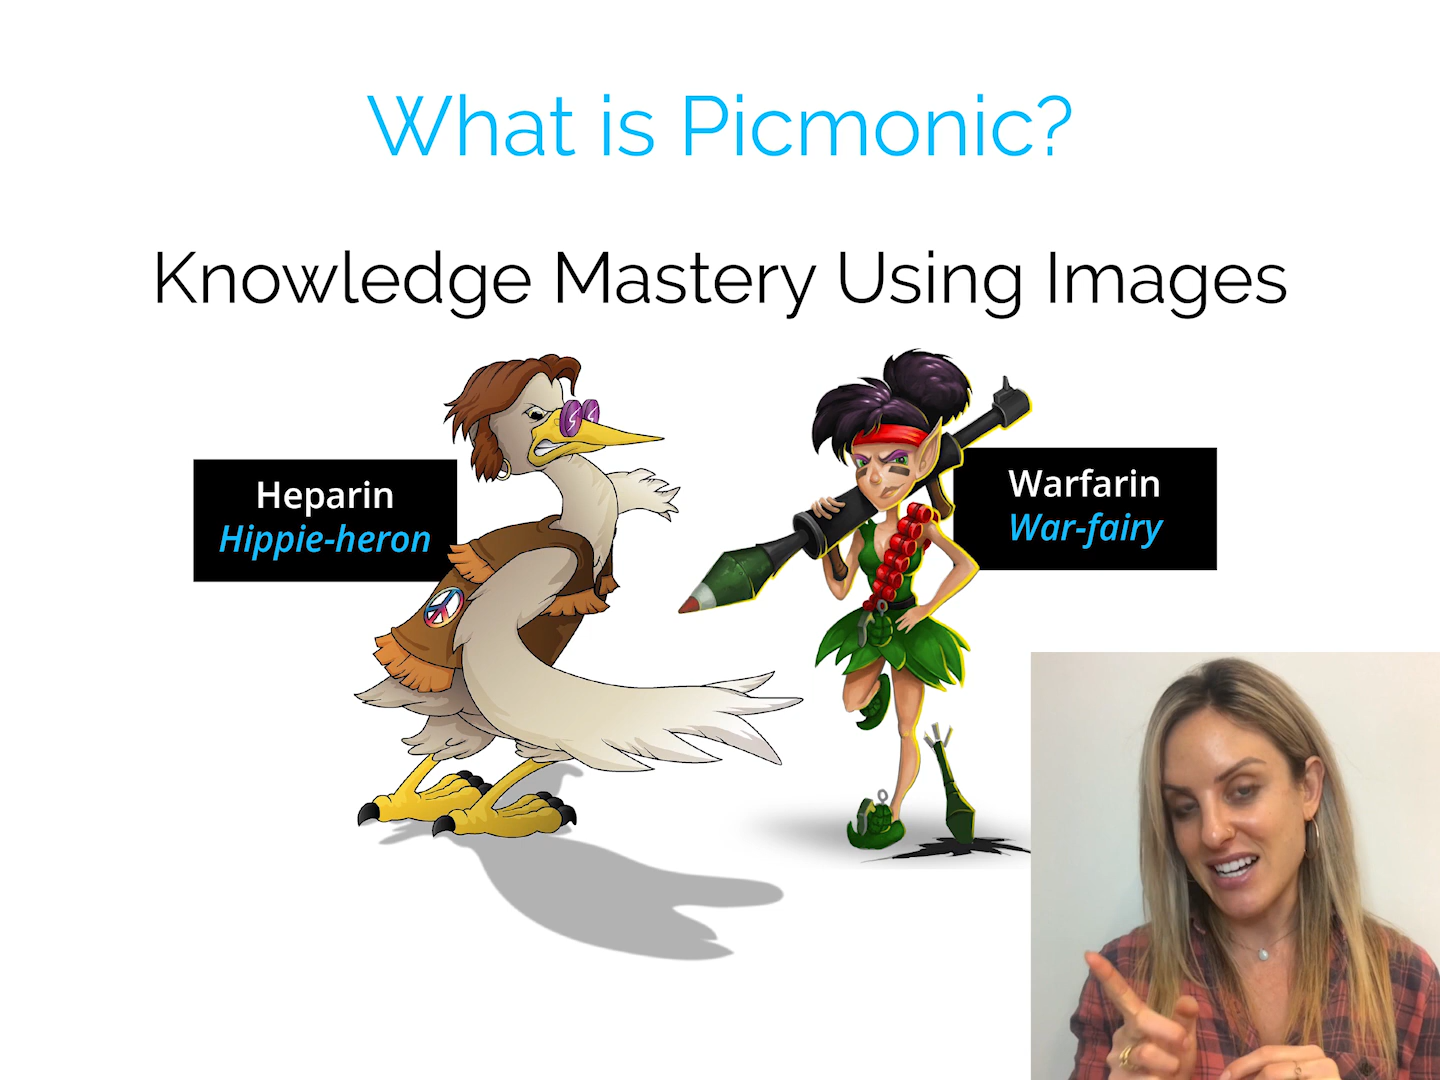 What is Picmonic?
Knowledge Mastery Using Images
Heparin
Hippie-heron
Warfarin
War-fairy